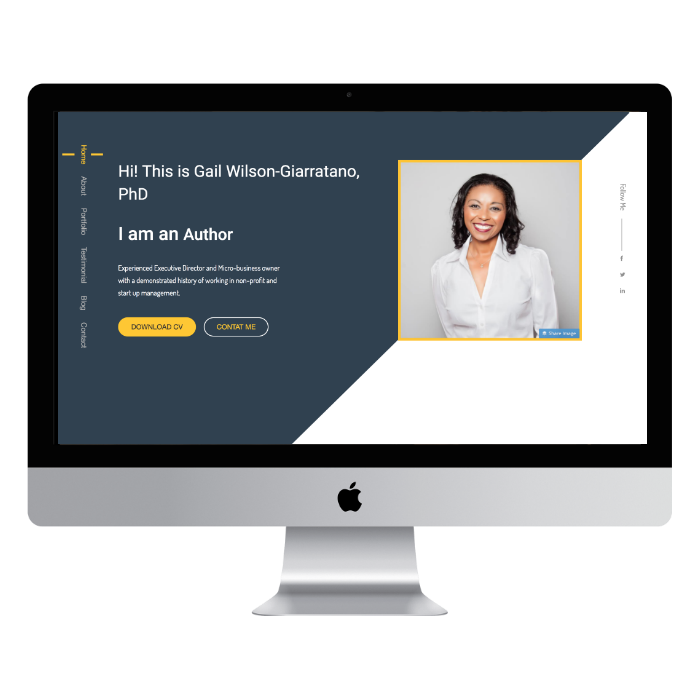 Home
About
Portfolio
Testimonial
Blog
Contact
Hi! This is Gail Wilson-Giarratano,
PhD
I am an Author
Experienced Executive Director and Micro-business owner
with a demonstrated history of working in non-profit and
start up management.
DOWNLOAD CV
CONTAT ME
Share Image
Follow Me